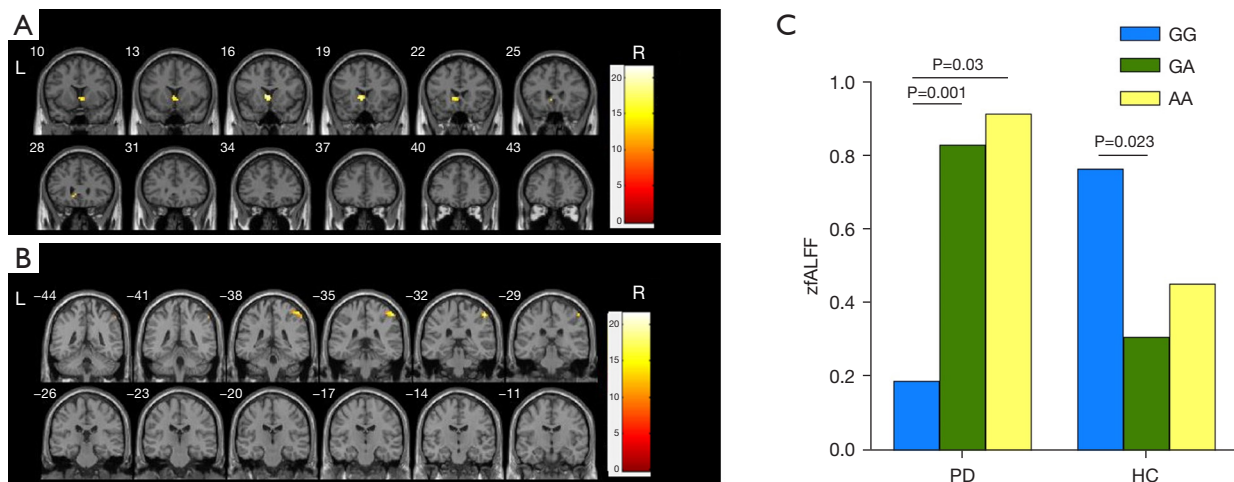 A
10 13 16 19 22 25
L
R
28 31 34 37 40 43
20
15
10
5
0
B
L
R
−44 −41 −38 −35 −32 −29
−26 −23 −20 −17 −14 −11
20
15
10
5
0
C
GG
GA
AA
zfALFF
1.0
0.8
0.6
0.4
0.2
0.0
P=0.03
P=0.001
P=0.023
PD HC